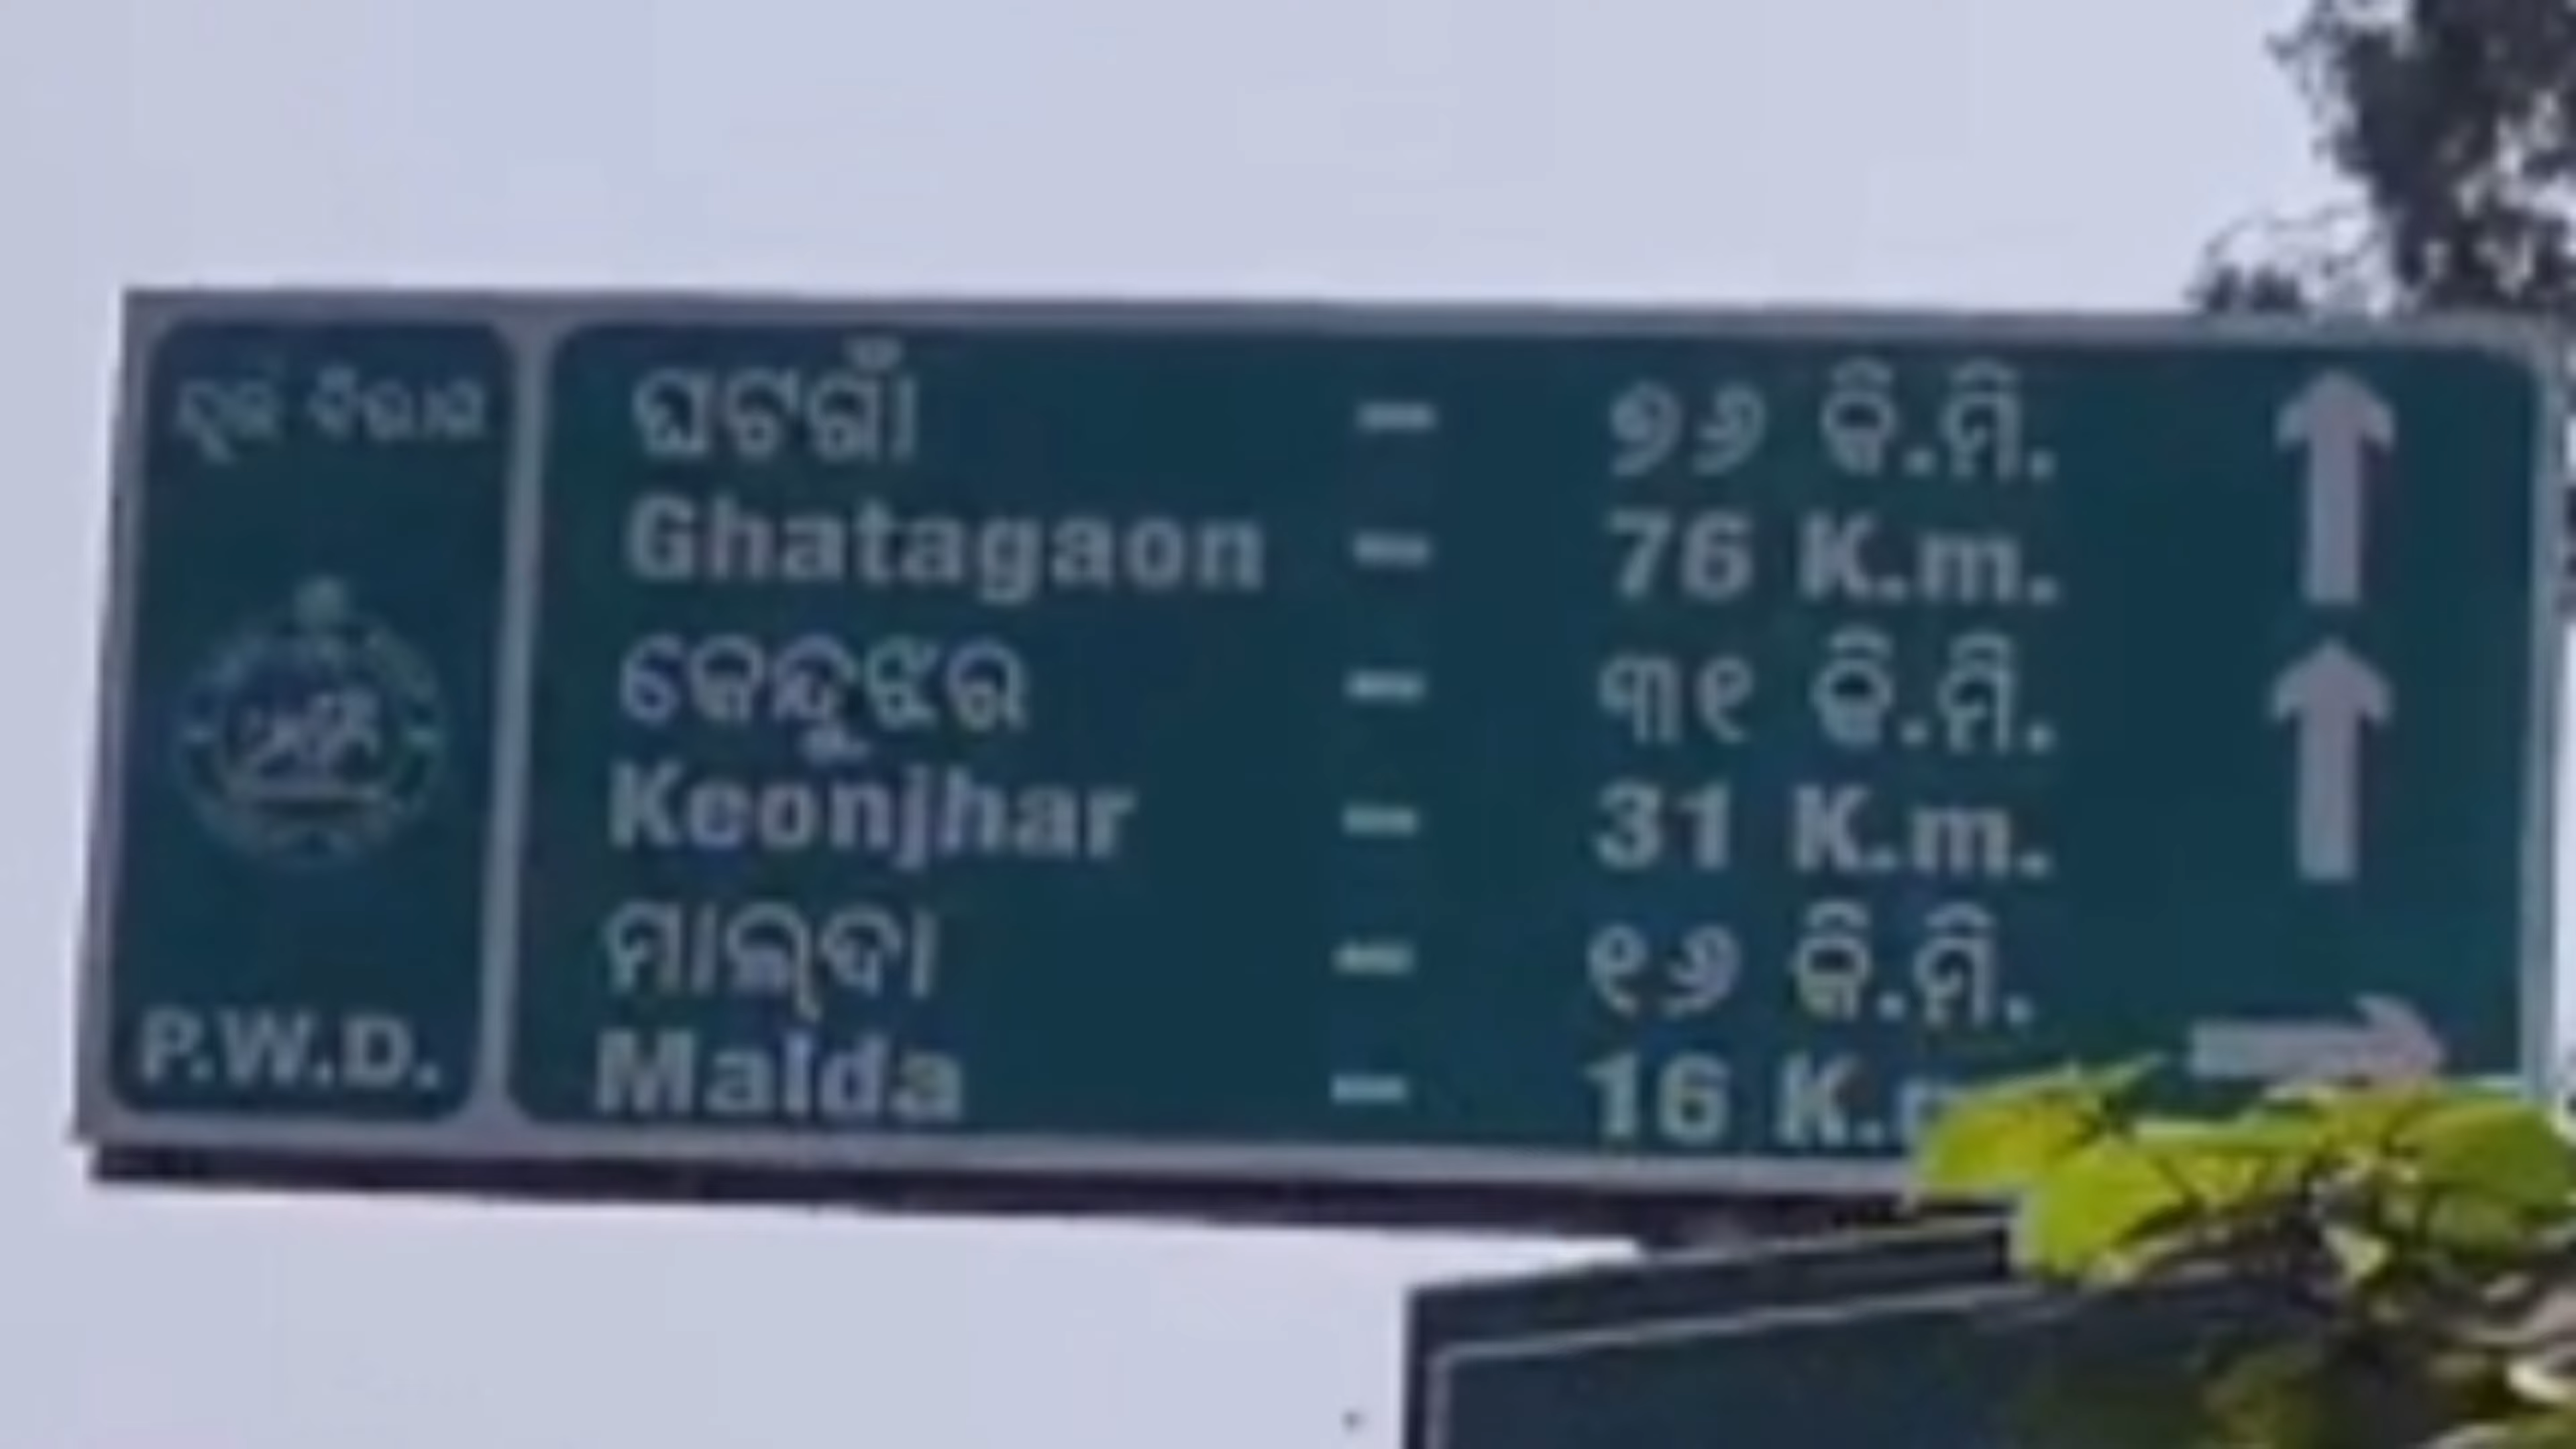 ପୂର୍ତ୍ତ ବିଭାଗ
P.W.D.
ଘଟଗାଁ - ୭୬ କି.ମି.
Ghatagaon - 76 K.m.
କେନ୍ଦୁଝର - ୩୧ କି.ମି.
Keonjhar - 31 K.m.
ମାଲ୍ଦା - ୧୬ କି.ମି.
Malda - 16